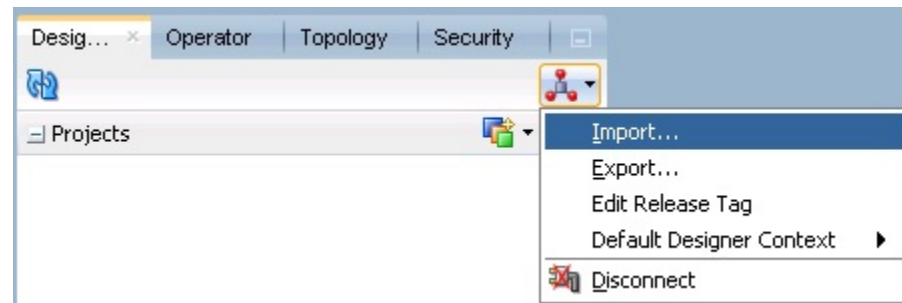 Desig... Operator Topology Security
Projects
Import...
Export...
Edit Release Tag
Default Designer Context
Disconnect